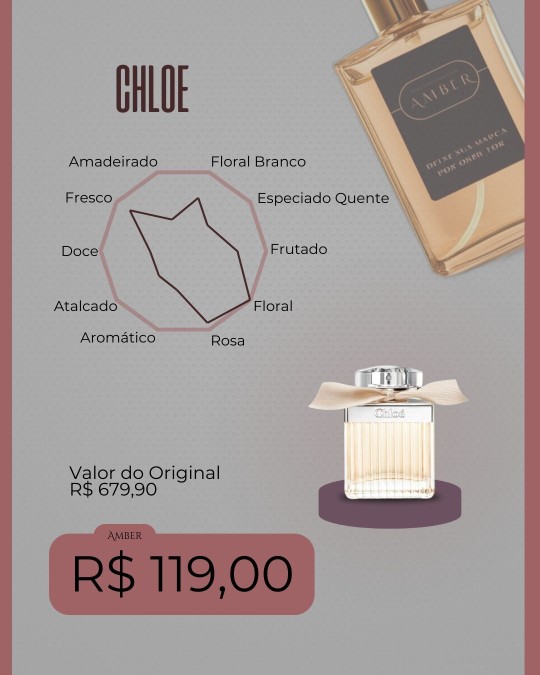 AMBER
DEIXE SUA MARCA
POR ONDE FOR
CHLOE
Amadeirado
Floral Branco
Fresco
Especiado Quente
Doce
Frutado
Atalcado
Floral
Aromático
Rosa
Chloé
Valor do Original
R$ 679,90
AMBER
R$ 119,00